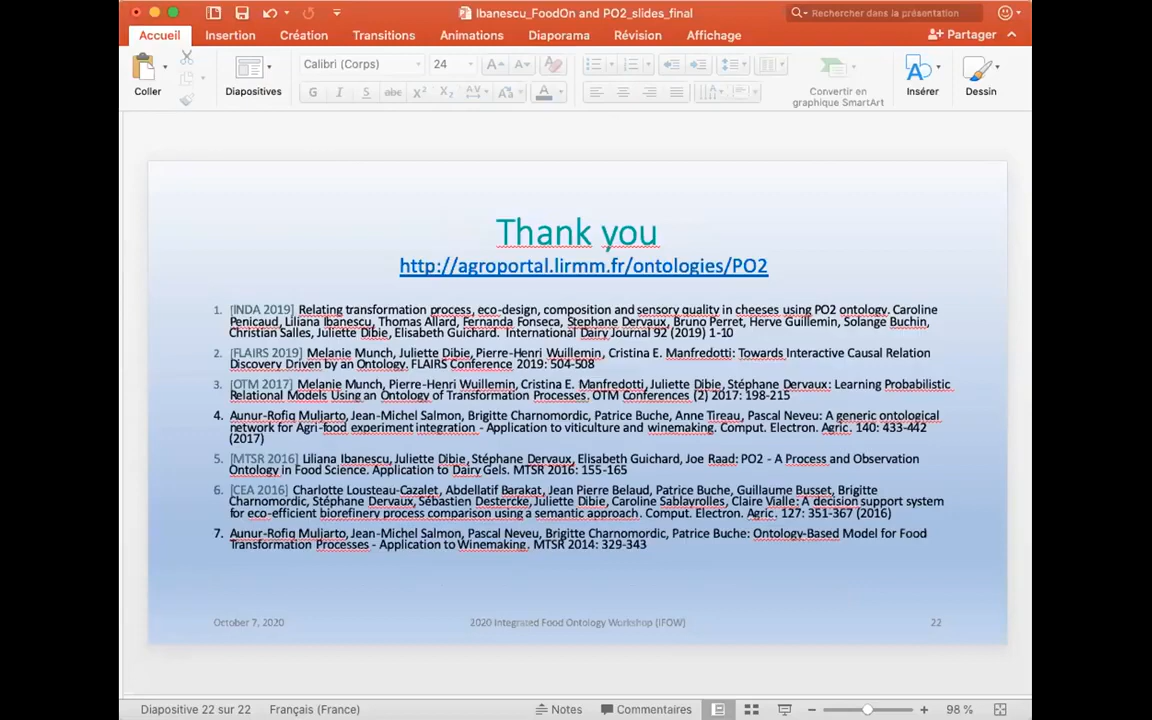 Ibanescu_FoodOn and PO2_slides_final
Rechercher dans la présentation
Accueil Insertion Création Transitions Animations Diaporama Révision Affichage Partager
Coller Diapositives Calibri (Corps) 24 Convertir en graphique SmartArt Insérer Dessin
G I S abc X² X₂ AV Aa A
Thank you
http://agroportal.lirmm.fr/ontologies/PO2
1. [INDA 2019] Relating transformation process, eco-design, composition and sensory quality in cheeses using PO2 ontology. Caroline
Penicaud, Liliana Ibanescu, Thomas Allard, Fernanda Fonseca, Stephane Dervaux, Bruno Perret, Herve Guillemin, Solange Buchin,
Christian Salles, Juliette Dibie, Elisabeth Guichard. International Dairy Journal 92 (2019) 1-10
2. [FLAIRS 2019] Melanie Munch, Juliette Dibie, Pierre-Henri Wuillemin, Cristina E. Manfredotti: Towards Interactive Causal Relation
Discovery Driven by an Ontology. FLAIRS Conference 2019: 504-508
3. [OTM 2017] Melanie Munch, Pierre-Henri Wuillemin, Cristina E. Manfredotti, Juliette Dibie, Stéphane Dervaux: Learning Probabilistic
Relational Models Using an Ontology of Transformation Processes. OTM Conferences (2) 2017: 198-215
4. Aunur-Rofiq Muljarto, Jean-Michel Salmon, Brigitte Charnomordic, Patrice Buche, Anne Tireau, Pascal Neveu: A generic ontological
network for Agri-food experiment integration - Application to viticulture and winemaking. Comput. Electron. Agric. 140: 433-442
(2017)
5. [MTSR 2016] Liliana Ibanescu, Juliette Dibie, Stéphane Dervaux, Elisabeth Guichard, Joe Raad: PO2 - A Process and Observation
Ontology in Food Science. Application to Dairy Gels. MTSR 2016: 155-165
6. [CEA 2016] Charlotte Lousteau-Cazalet, Abdellatif Barakat, Jean Pierre Belaud, Patrice Buche, Guillaume Busset, Brigitte
Charnomordic, Stéphane Dervaux, Sébastien Destercke, Juliette Dibie, Caroline Sablayrolles, Claire Vialle: A decision support system
for eco-efficient biorefinery process comparison using a semantic approach. Comput. Electron. Agric. 127: 351-367 (2016)
7. Aunur-Rofiq Muljarto, Jean-Michel Salmon, Pascal Neveu, Brigitte Charnomordic, Patrice Buche: Ontology-Based Model for Food
Transformation Processes - Application to Winemaking. MTSR 2014: 329-343
October 7, 2020 2020 Integrated Food Ontology Workshop (IFOW) 22
Diapositive 22 sur 22 Français (France) Notes Commentaires 98 %